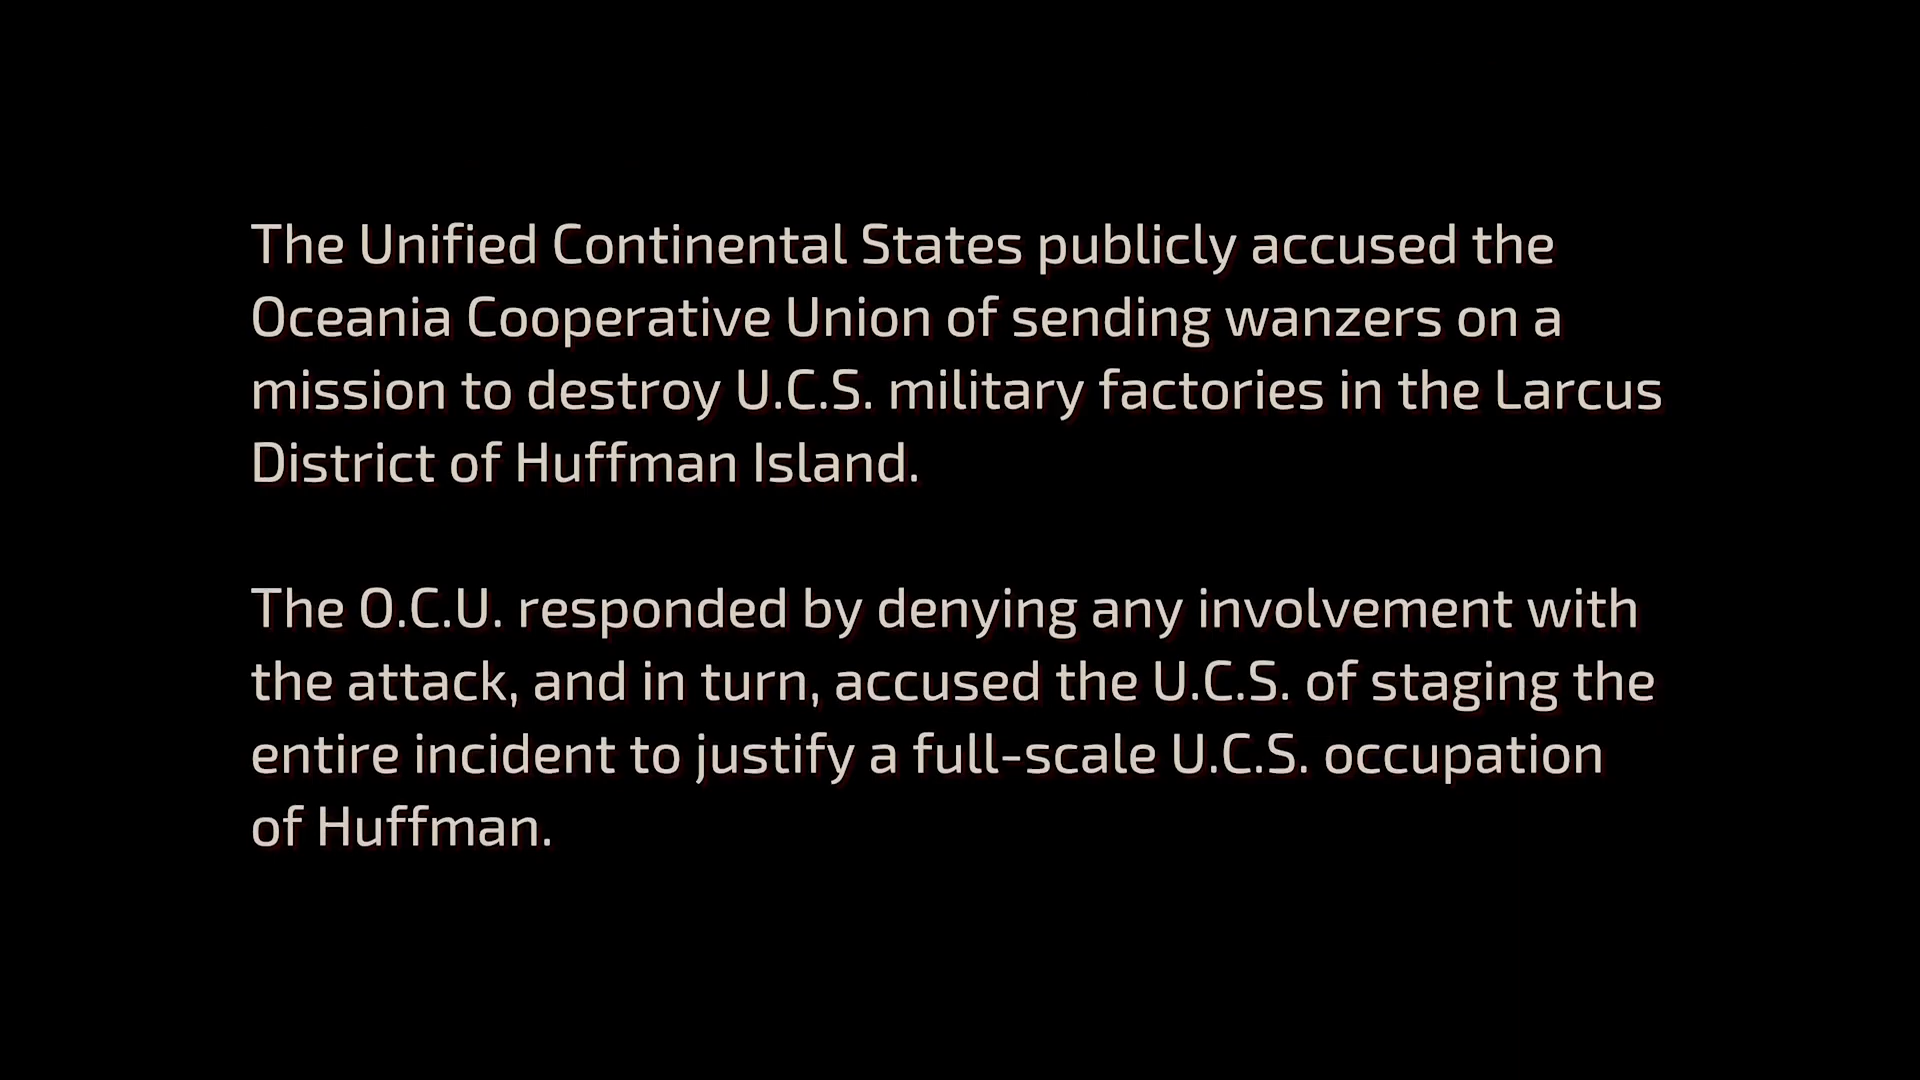 The Unified Continental States publicly accused the
Oceania Cooperative Union of sending wanzers on a
mission to destroy U.C.S. military factories in the Larcus
District of Huffman Island.
The O.C.U. responded by denying any involvement with
the attack, and in turn, accused the U.C.S. of staging the
entire incident to justify a full-scale U.C.S. occupation
of Huffman.